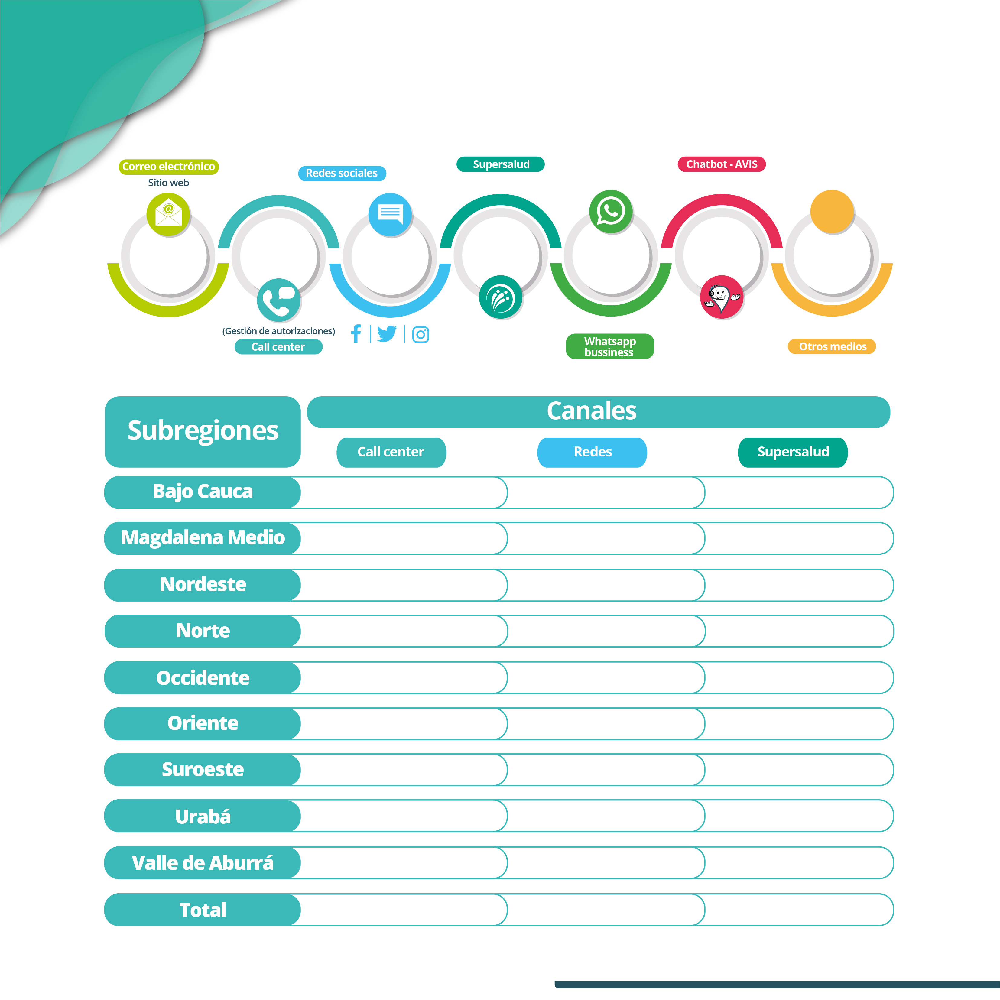 Correo electrónico
Sitio web
Redes sociales
Supersalud
Chatbot - AVIS
@
(Gestión de autorizaciones)
Call center
Whatsapp
bussiness
Otros medios
Subregiones
Canales
Call center
Redes
Supersalud
Bajo Cauca
Magdalena Medio
Nordeste
Norte
Occidente
Oriente
Suroeste
Urabá
Valle de Aburrá
Total